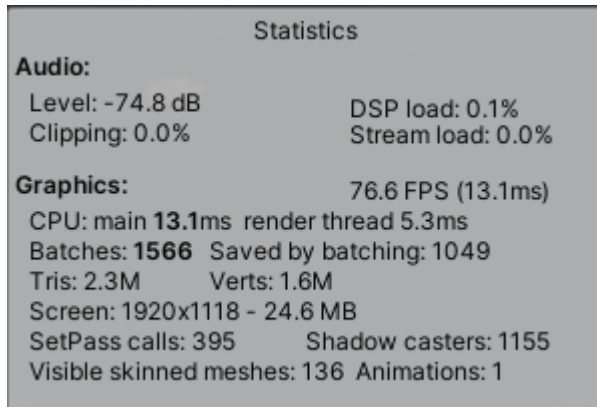 Statistics
Audio:
Level: -74.8 dB DSP load: 0.1%
Clipping: 0.0% Stream load: 0.0%
Graphics: 76.6 FPS (13.1ms)
CPU: main 13.1ms render thread 5.3ms
Batches: 1566 Saved by batching: 1049
Tris: 2.3M Verts: 1.6M
Screen: 1920x1118 - 24.6 MB
SetPass calls: 395 Shadow casters: 1155
Visible skinned meshes: 136 Animations: 1